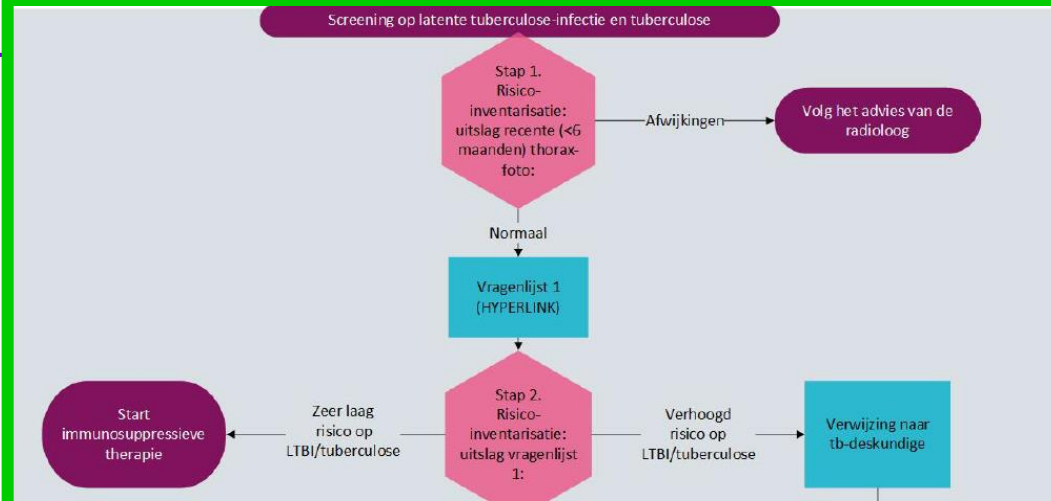 Screening op latente tuberculose-infectie en tuberculose
Stap 1.
Risico-
inventarisatie:
uitslag recente (<6
maanden) thorax-
foto:
Afwijkingen
Volg het advies van de
radioloog
Normaal
Vragenlijst 1
(HYPERLINK)
Stap 2.
Risico-
inventarisatie:
uitslag vragenlijst
1:
Zeer laag
risico op
LTBI/tuberculose
Start
immunosuppressieve
therapie
Verhoogd
risico op
LTBI/tuberculose
Verwijzing naar
tb-deskundige